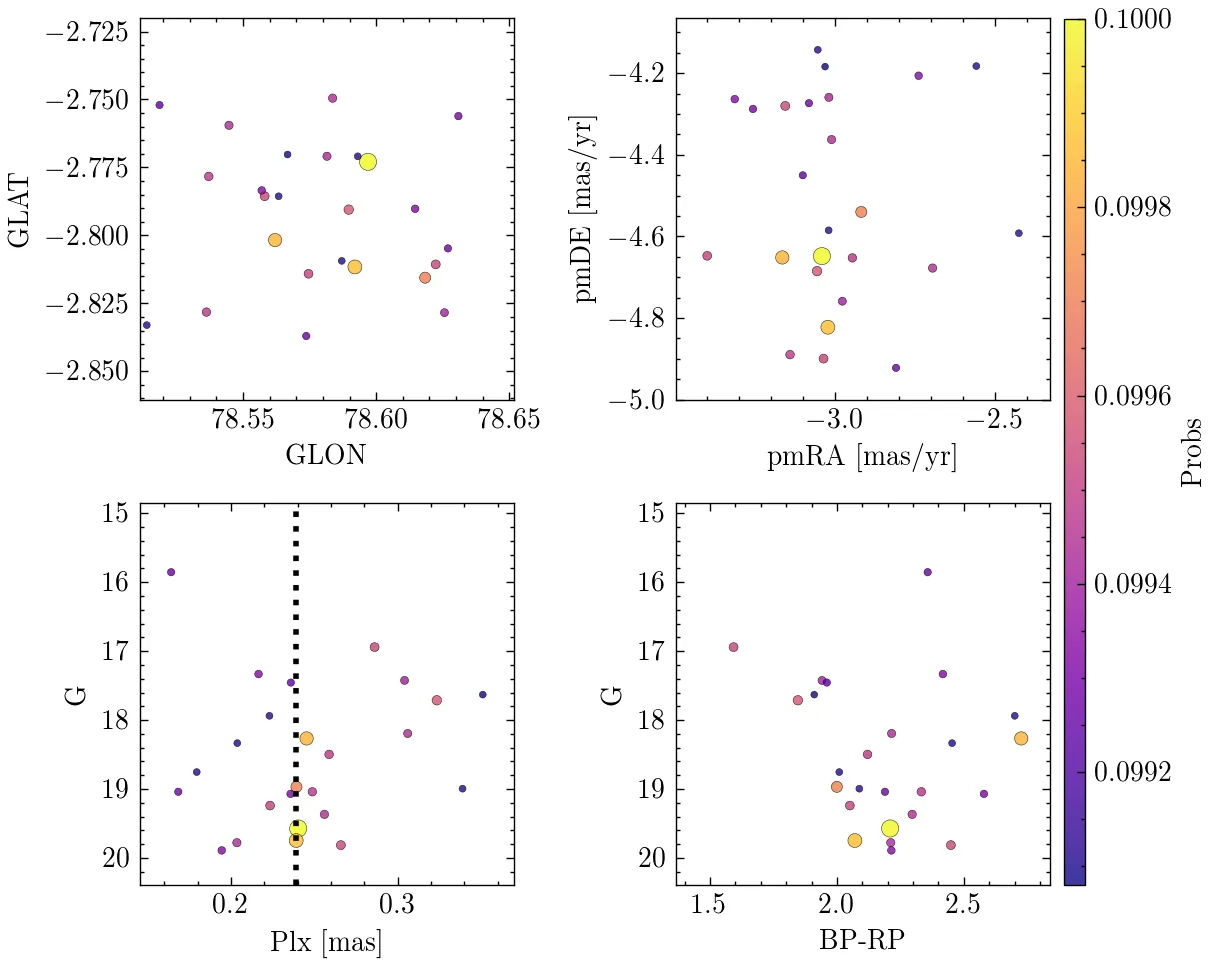 −2.725
−2.750
−2.775
−2.800
−2.825
−2.850
GLAT
78.55 78.60 78.65
GLON
−4.2
−4.4
−4.6
−4.8
−5.0
pmDE [mas/yr]
−3.0 −2.5
pmRA [mas/yr]
15
16
17
18
19
20
G
0.2 0.3
Plx [mas]
15
16
17
18
19
20
G
1.5 2.0 2.5
BP-RP
0.1000
0.0998
0.0996
0.0994
0.0992
Probs